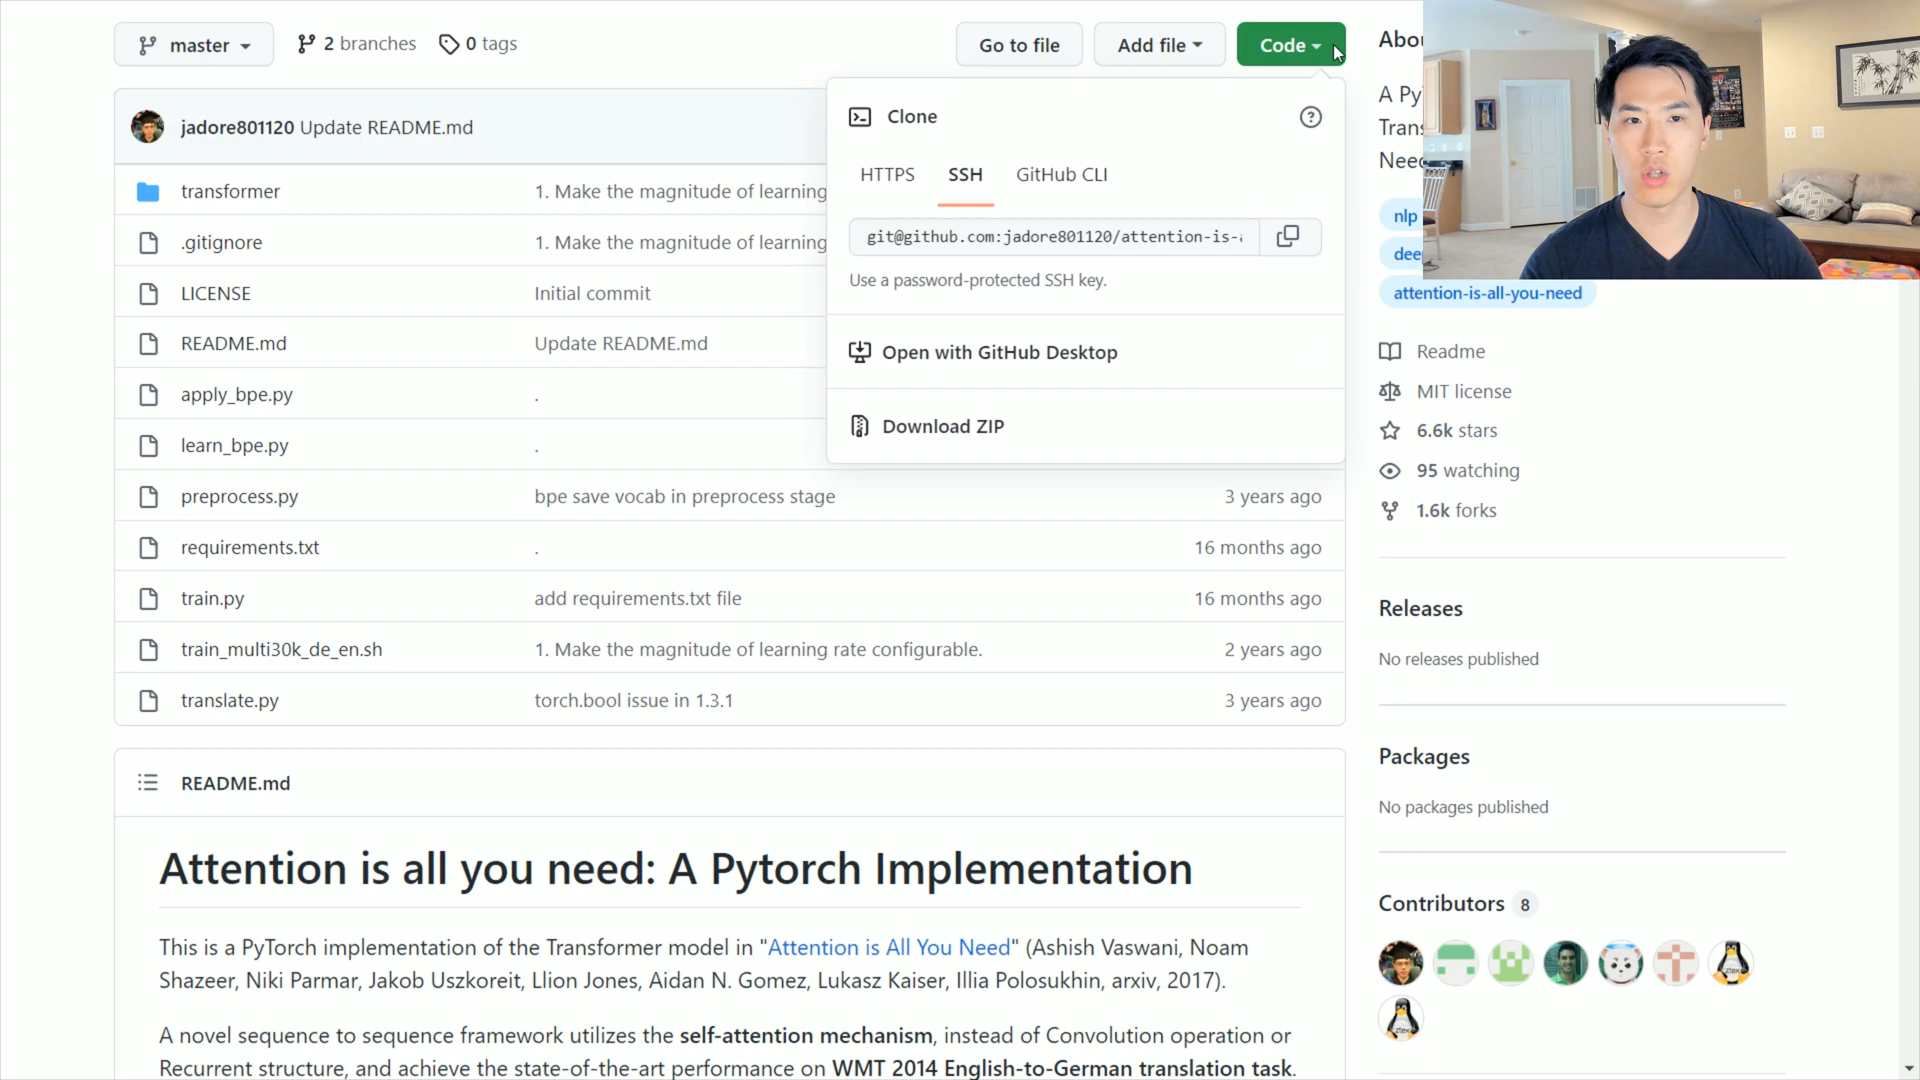 master
2 branches
0 tags
Go to file
Add file
Code
jadore801120 Update README.md
transformer
1. Make the magnitude of learning
.gitignore
1. Make the magnitude of learning
LICENSE
Initial commit
README.md
Update README.md
apply_bpe.py
.
learn_bpe.py
.
preprocess.py
bpe save vocab in preprocess stage
3 years ago
requirements.txt
.
16 months ago
train.py
add requirements.txt file
16 months ago
train_multi30k_de_en.sh
1. Make the magnitude of learning rate configurable.
2 years ago
translate.py
torch.bool issue in 1.3.1
3 years ago
Clone
HTTPS
SSH
GitHub CLI
git@github.com:jadore801120/attention-is-
Use a password-protected SSH key.
Open with GitHub Desktop
Download ZIP
README.md
Attention is all you need: A Pytorch Implementation
This is a PyTorch implementation of the Transformer model in "Attention is All You Need" (Ashish Vaswani, Noam
Shazeer, Niki Parmar, Jakob Uszkoreit, Llion Jones, Aidan N. Gomez, Lukasz Kaiser, Illia Polosukhin, arxiv, 2017).
A novel sequence to sequence framework utilizes the self-attention mechanism, instead of Convolution operation or
Recurrent structure, and achieve the state-of-the-art performance on WMT 2014 English-to-German translation task.
Abou
A Py
Trans
Need
nlp
dee
attention-is-all-you-need
Readme
MIT license
6.6k stars
95 watching
1.6k forks
Releases
No releases published
Packages
No packages published
Contributors 8